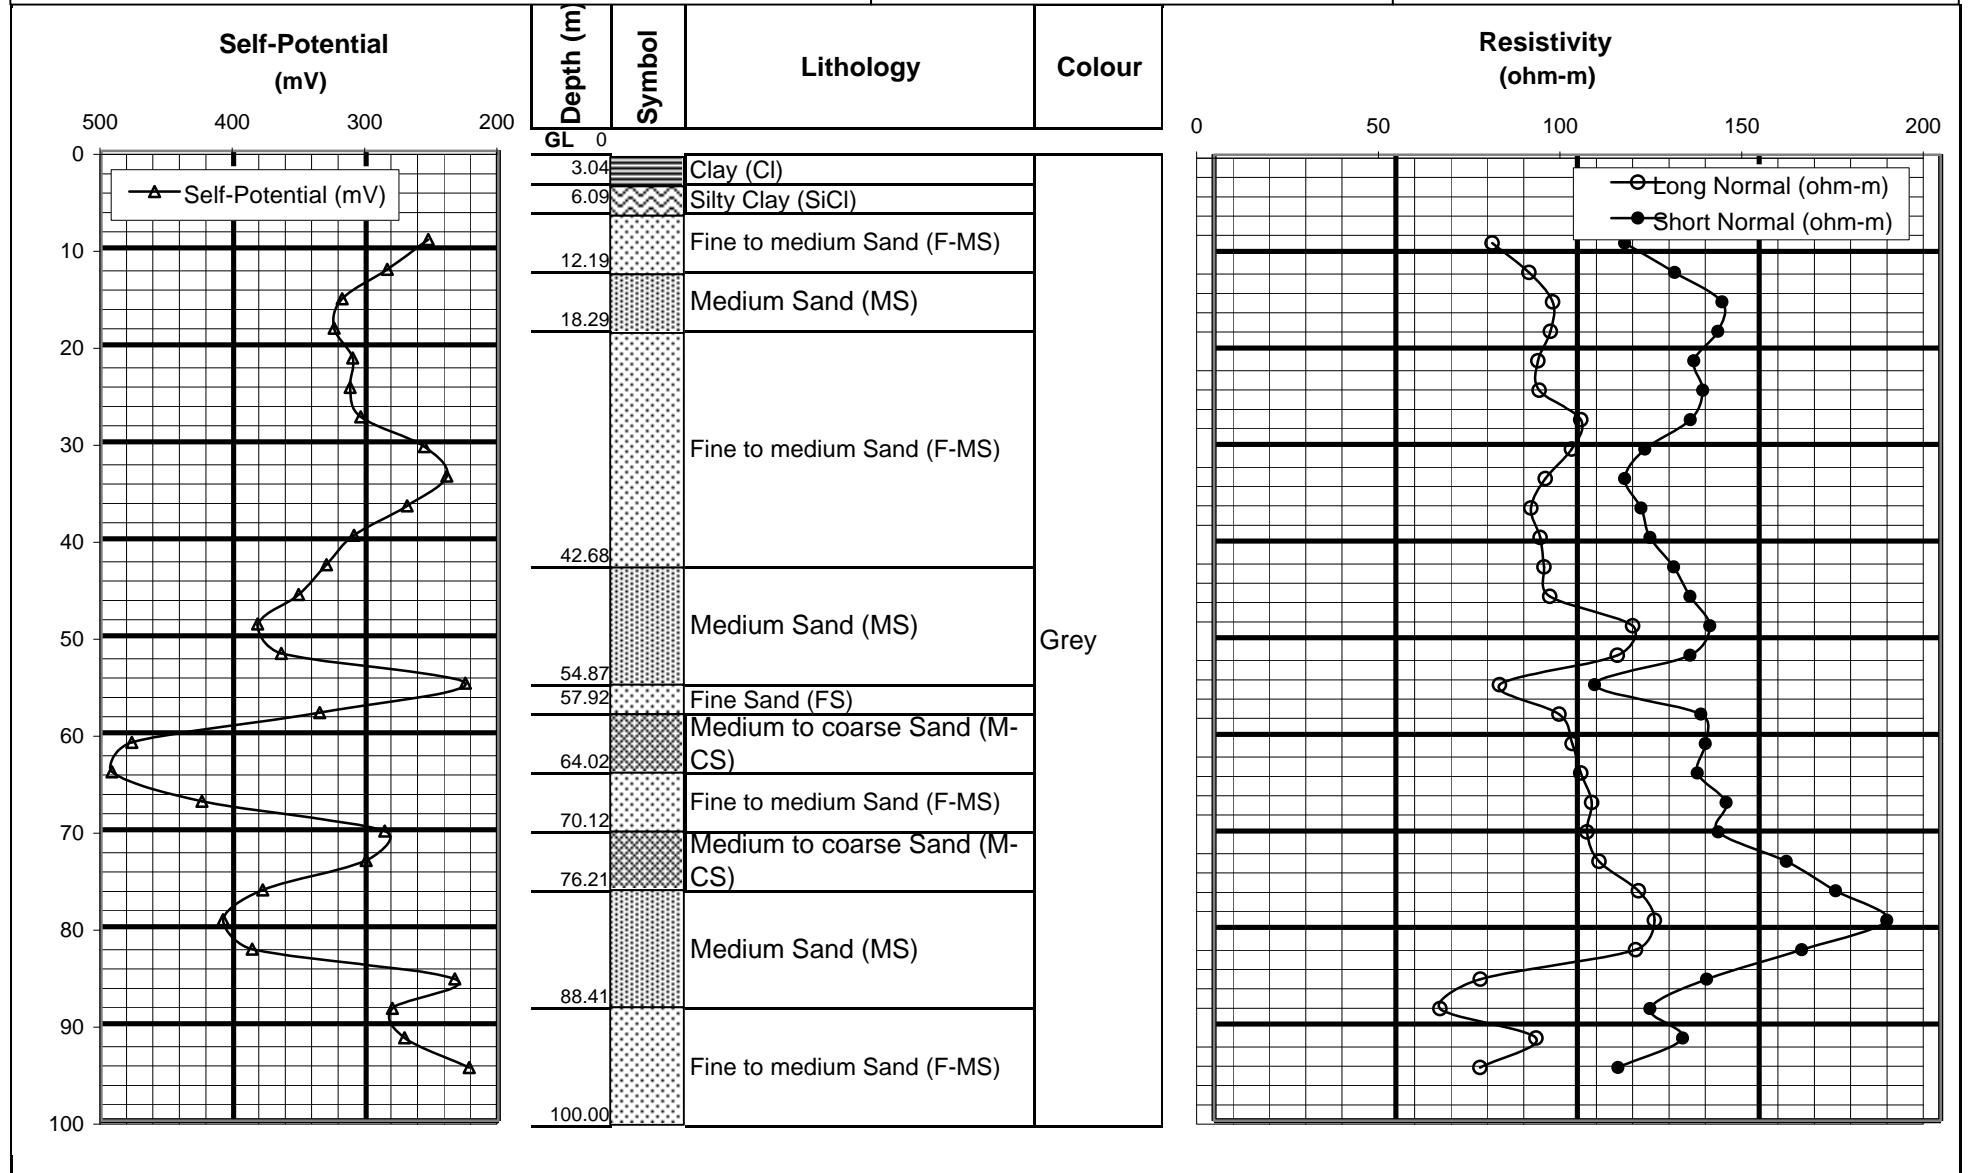 Self-Potential
(mV)
500 400 300 200
0
10
20
30
40
50
60
70
80
90
100
Self-Potential (mV)
Depth (m)
Symbol
Lithology
Colour
GL 0
3.04 Clay (Cl)
6.09 Silty Clay (SiCl)
Fine to medium Sand (F-MS)
12.19
Medium Sand (MS)
18.29
Fine to medium Sand (F-MS)
42.68
Medium Sand (MS)
54.87
57.92 Fine Sand (FS)
Medium to coarse Sand (M-
CS)
64.02
Fine to medium Sand (F-MS)
70.12
Medium to coarse Sand (M-
CS)
76.21
Medium Sand (MS)
88.41
Fine to medium Sand (F-MS)
100.00
Grey
Resistivity
(ohm-m)
0 50 100 150 200
Long Normal (ohm-m)
Short Normal (ohm-m)